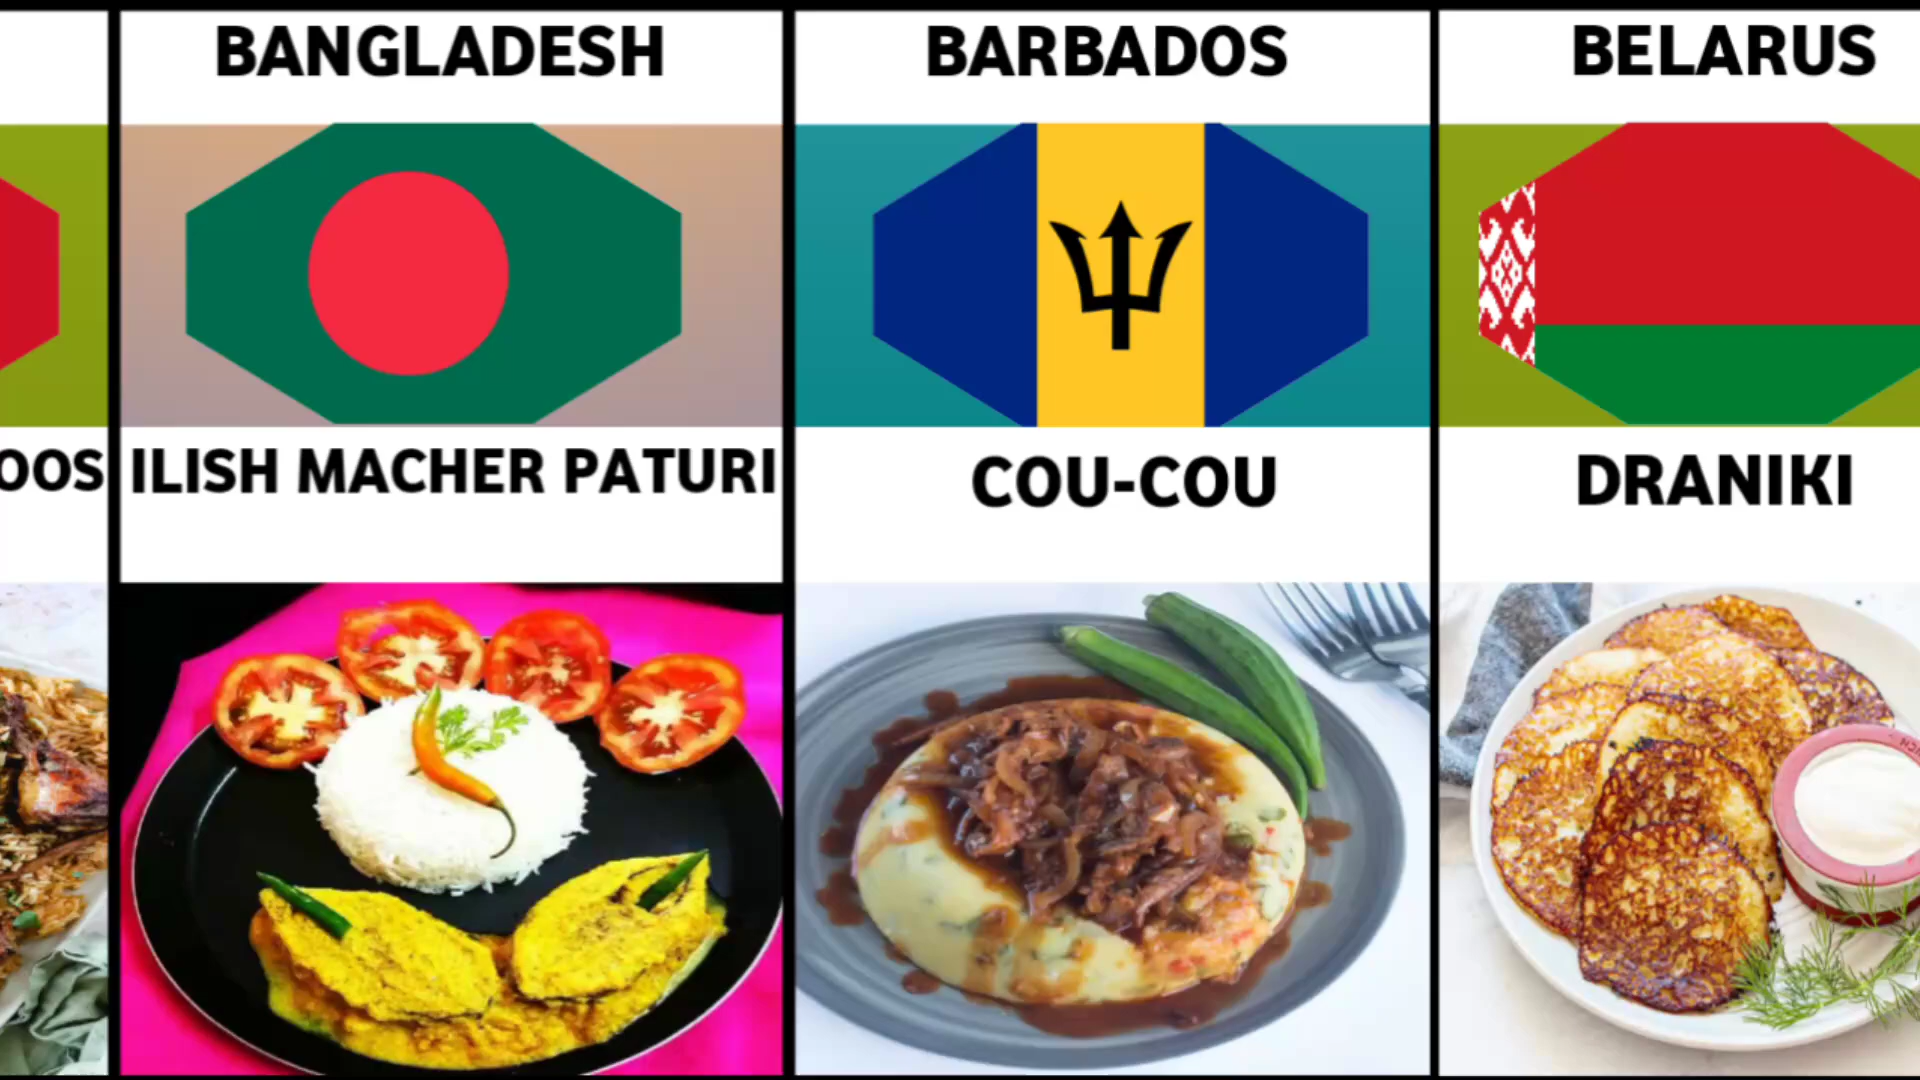 BANGLADESH
BARBADOS
BELARUS
OOS
ILISH MACHER PATURI
COU-COU
DRANIKI